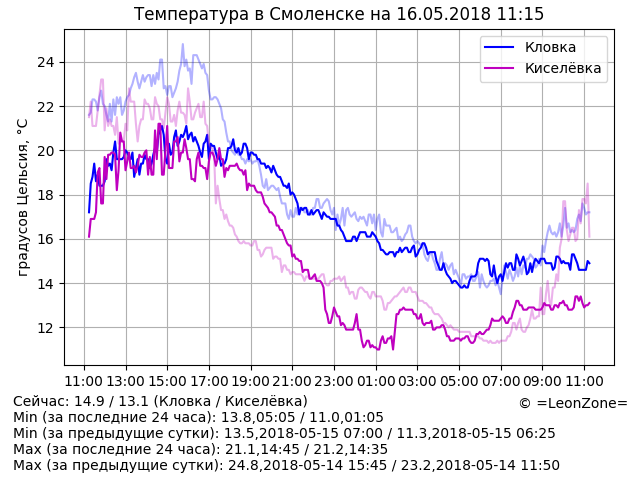 Температура в Смоленске на 16.05.2018 11:15
Кловка
Киселёвка
градусов Цельсия, °C
24
22
20
18
16
14
12
11:00 13:00 15:00 17:00 19:00 21:00 23:00 01:00 03:00 05:00 07:00 09:00 11:00
Сейчас: 14.9 / 13.1 (Кловка / Киселёвка)
© =LeonZone=
Min (за последние 24 часа): 13.8,05:05 / 11.0,01:05
Min (за предыдущие сутки): 13.5,2018-05-15 07:00 / 11.3,2018-05-15 06:25
Max (за последние 24 часа): 21.1,14:45 / 21.2,14:35
Max (за предыдущие сутки): 24.8,2018-05-14 15:45 / 23.2,2018-05-14 11:50